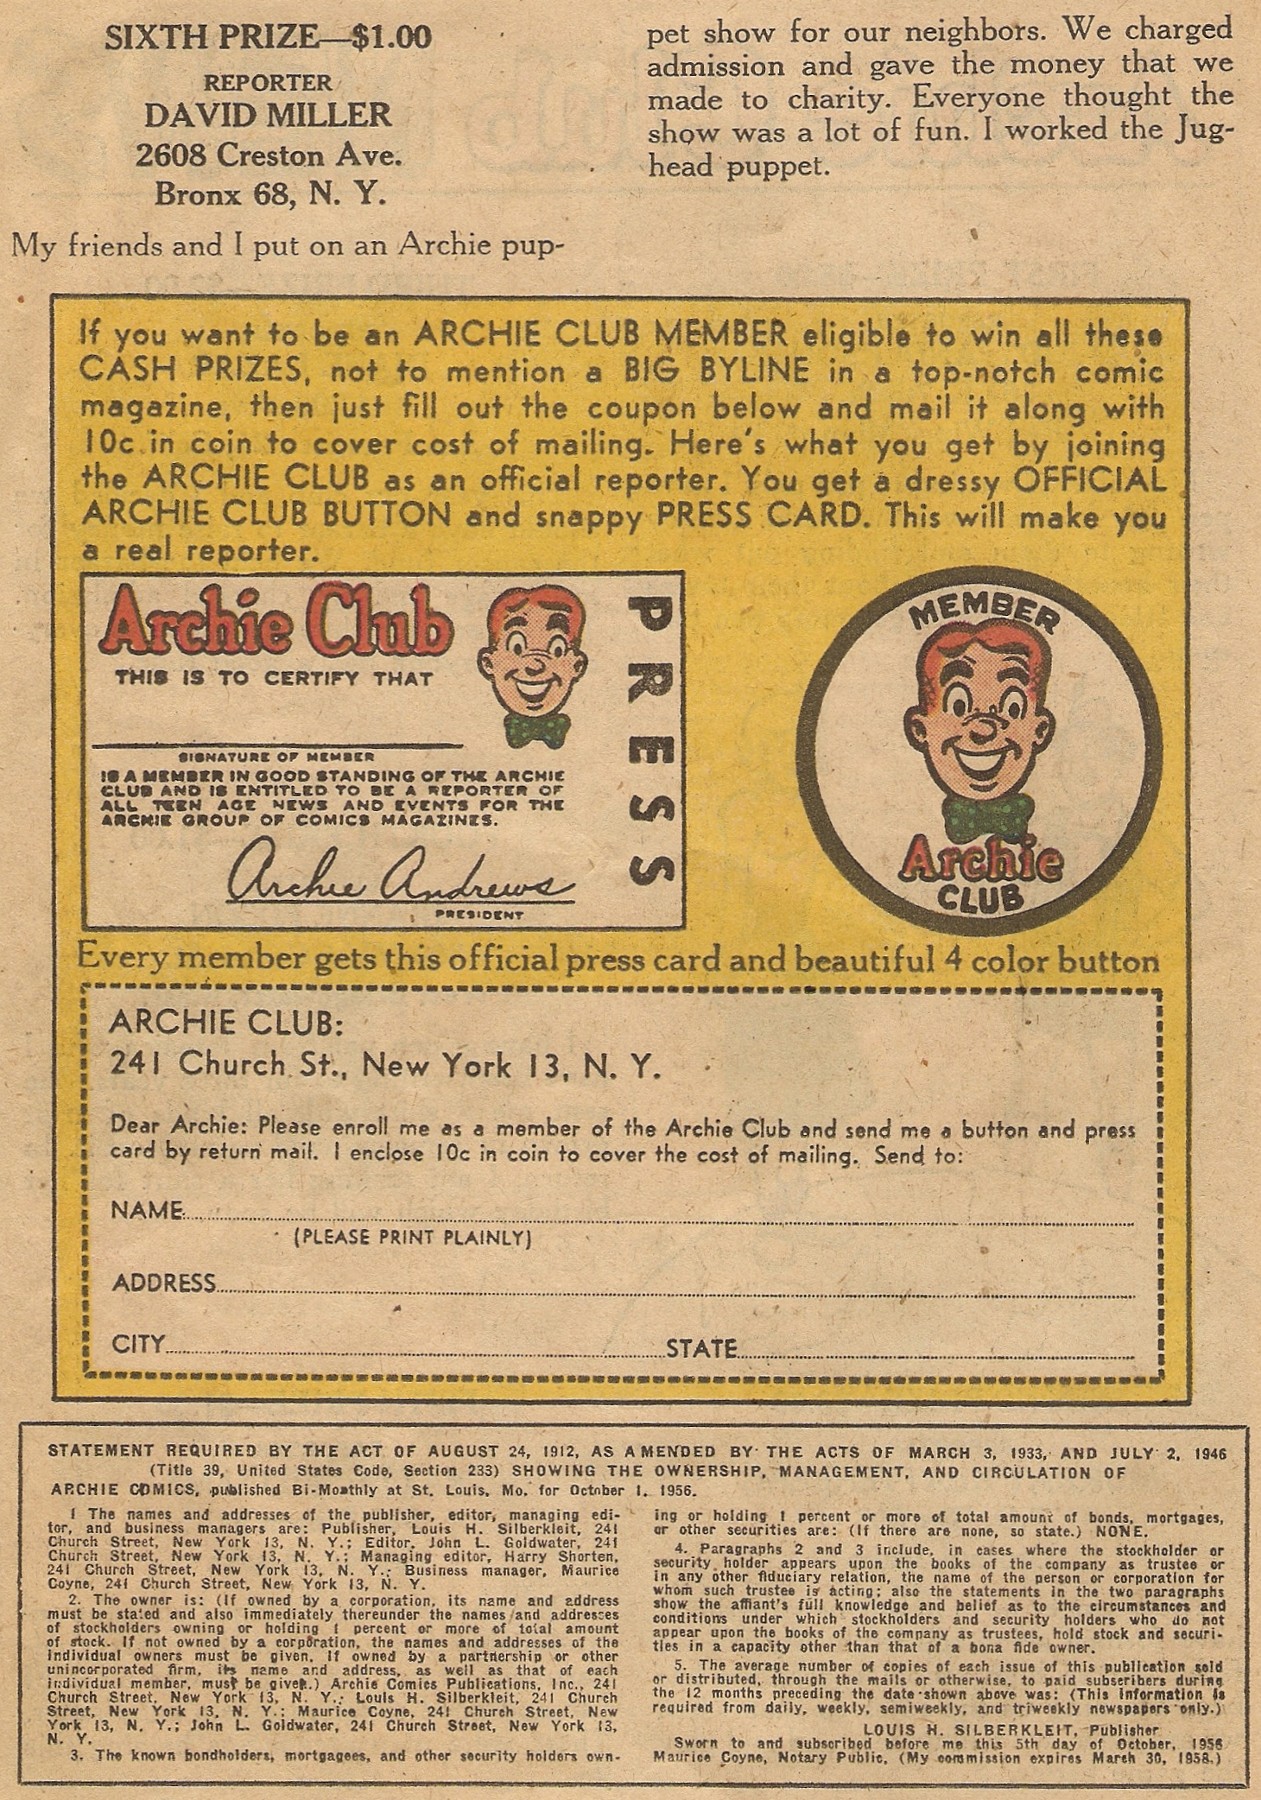 SIXTH PRIZE—$1.00
REPORTER
DAVID MILLER
2608 Creston Ave.
Bronx 68, N. Y.
My friends and I put on an Archie pup-
pet show for our neighbors. We charged
admission and gave the money that we
made to charity. Everyone thought the
show was a lot of fun. I worked the Jug-
head puppet.
If you want to be an ARCHIE CLUB MEMBER eligible to win all these
CASH PRIZES, not to mention a BIG BYLINE in a top-notch comic
magazine, then just fill out the coupon below and mail it along with
10c in coin to cover cost of mailing. Here's what you get by joining
the ARCHIE CLUB as an official reporter. You get a dressy OFFICIAL
ARCHIE CLUB BUTTON and snappy PRESS CARD. This will make you
a real reporter.
Archie Club
THIS IS TO CERTIFY THAT
SIGNATURE OF MEMBER
IS A MEMBER IN GOOD STANDING OF THE ARCHIE
CLUB AND IS ENTITLED TO BE A REPORTER OF
ALL TEEN AGE NEWS AND EVENTS FOR THE
ARCHIE GROUP OF COMICS MAGAZINES.
Archie Andrews
PRESIDENT
PRESS
MEMBER
Archie
CLUB
Every member gets this official press card and beautiful 4 color button
ARCHIE CLUB:
241 Church St., New York 13, N. Y.
Dear Archie: Please enroll me as a member of the Archie Club and send me a button and press
card by return mail. I enclose 10c in coin to cover the cost of mailing. Send to:
NAME
(PLEASE PRINT PLAINLY)
ADDRESS
CITY STATE
STATEMENT REQUIRED BY THE ACT OF AUGUST 24, 1912, AS AMENDED BY THE ACTS OF MARCH 3, 1933, AND JULY 2, 1946
(Title 39, United States Code, Section 233) SHOWING THE OWNERSHIP, MANAGEMENT, AND CIRCULATION OF
ARCHIE COMICS, published Bi-Monthly at St. Louis, Mo. for October 1, 1956.
1 The names and addresses of the publisher, editor, managing edi-
tor, and business managers are: Publisher, Louis H. Silberkleit, 241
Church Street, New York 13, N. Y.; Editor, John L. Goldwater, 241
Church Street, New York 13, N. Y.; Managing editor, Harry Shorten,
241 Church Street, New York 13, N. Y.; Business manager, Maurice
Coyne, 241 Church Street, New York 13, N. Y.
2. The owner is: (If owned by a corporation, its name and address
must be stated and also immediately thereunder the names and addresses
of stockholders owning or holding 1 percent or more of total amount
of stock. If not owned by a corporation, the names and addresses of the
individual owners must be given. If owned by a partnership or other
unincorporated firm, its name and address, as well as that of each
individual member, must be given.) Archie Comics Publications, Inc., 241
Church Street, New York 13, N. Y.; Louis H. Silberkleit, 241 Church
Street, New York 13, N. Y.; Maurice Coyne, 241 Church Street, New
York 13, N. Y.; John L. Goldwater, 241 Church Street, New York 13,
N. Y.
3. The known bondholders, mortgagees, and other security holders own-
ing or holding 1 percent or more of total amount of bonds, mortgages,
or other securities are: (If there are none, so state.) NONE.
4. Paragraphs 2 and 3 include, in cases where the stockholder or
security holder appears upon the books of the company as trustee or
in any other fiduciary relation, the name of the person or corporation for
whom such trustee is acting; also the statements in the two paragraphs
show the affiant's full knowledge and belief as to the circumstances and
conditions under which stockholders and security holders who do not
appear upon the books of the company as trustees, hold stock and securi-
ties in a capacity other than that of a bona fide owner.
5. The average number of copies of each issue of this publication sold
or distributed, through the mails or otherwise, to paid subscribers during
the 12 months preceding the date shown above was: (This information is
required from daily, weekly, semiweekly, and triweekly newspapers only.)
LOUIS H. SILBERKLEIT, Publisher
Sworn to and subscribed before me this 5th day of October, 1956
Maurice Coyne, Notary Public, (My commission expires March 30, 1958.)